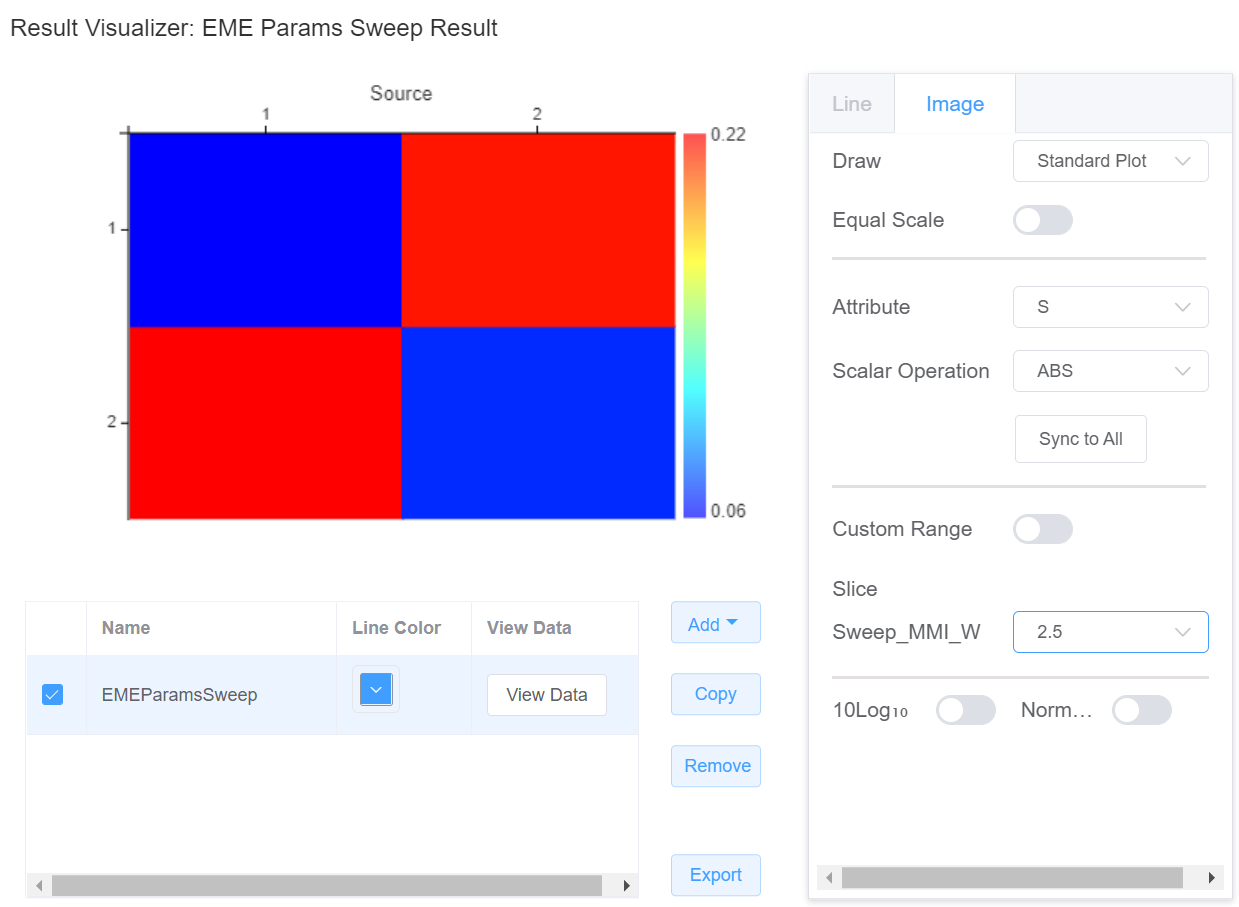 Result Visualizer: EME Params Sweep Result
Source
1
2
1
2
0.22
0.06
Name
Line Color
View Data
EMEParamsSweep
View Data
Add
Copy
Remove
Export
Line
Image
Draw
Standard Plot
Equal Scale
Attribute
S
Scalar Operation
ABS
Sync to All
Custom Range
Slice
Sweep_MMI_W
2.5
10Log₁₀
Norm...